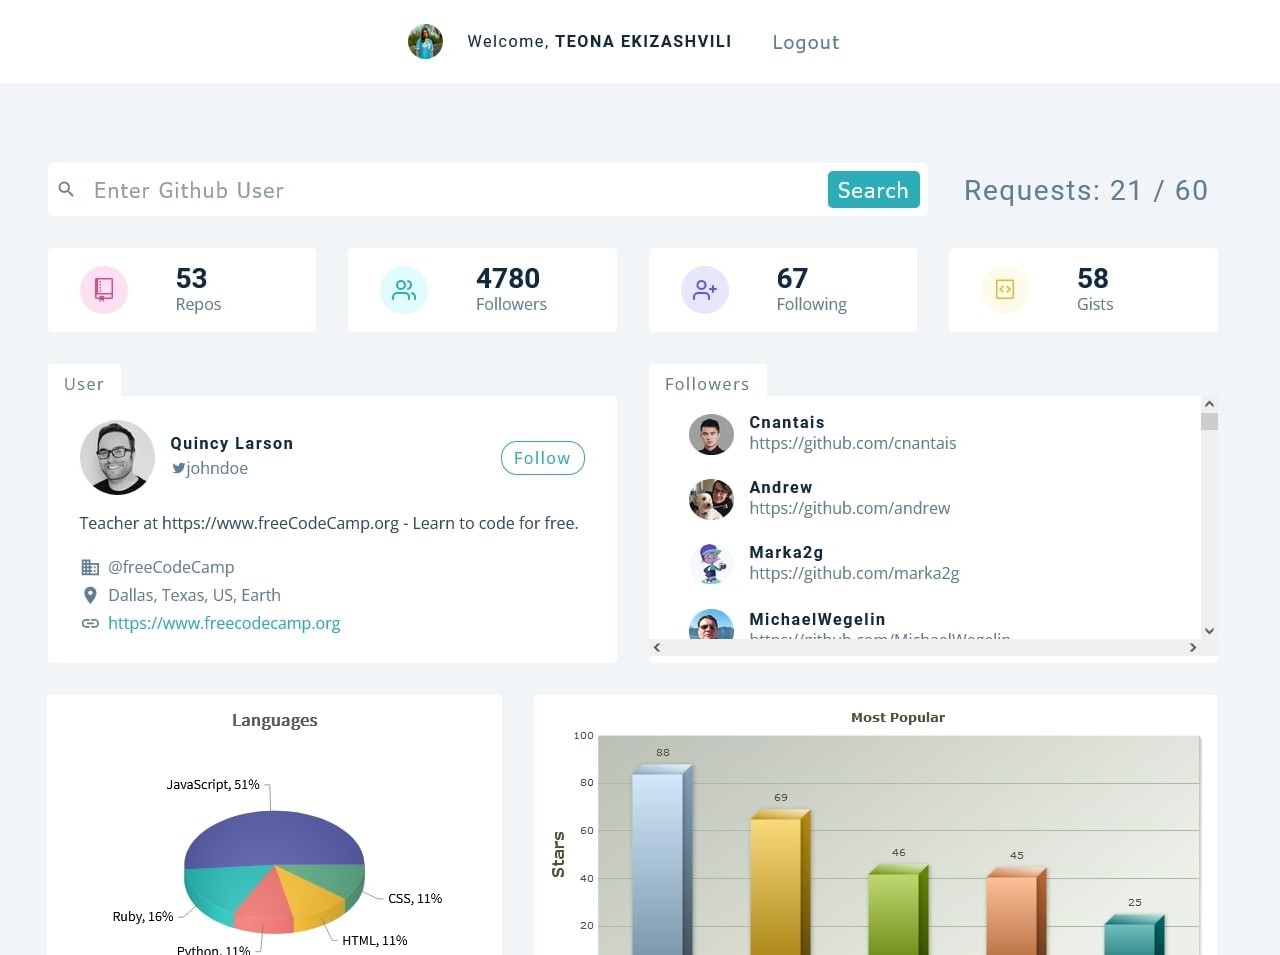 Welcome, TEONA EKIZASHVILI
Logout
Enter Github User
Search
Requests: 21 / 60
53
Repos
4780
Followers
67
Following
58
Gists
User
Quincy Larson
johndoe
Follow
Teacher at https://www.freeCodeCamp.org - Learn to code for free.
@freeCodeCamp
Dallas, Texas, US, Earth
https://www.freecodecamp.org
Followers
Cnantais
https://github.com/cnantais
Andrew
https://github.com/andrew
Marka2g
https://github.com/marka2g
MichaelWegelin
https://github.com/MichaelWegelin
Languages
JavaScript, 51%
CSS, 11%
Ruby, 16%
HTML, 11%
Python, 11%
Most Popular
Stars
100
80
60
40
20
88
69
46
45
25